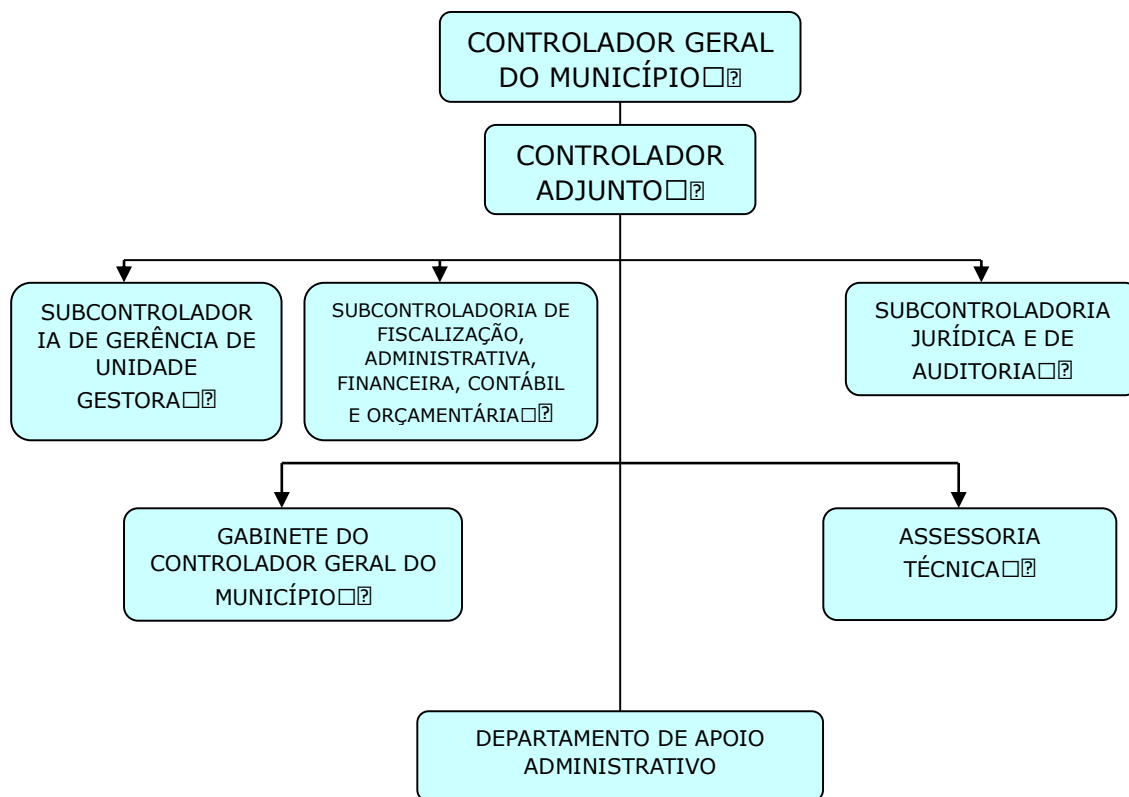 CONTROLADOR GERAL
DO MUNICÍPIO□⍰
CONTROLADOR
ADJUNTO□⍰
SUBCONTROLADOR
IA DE GERÊNCIA DE
UNIDADE
GESTORA□⍰
SUBCONTROLADORIA DE
FISCALIZAÇÃO,
ADMINISTRATIVA,
FINANCEIRA, CONTÁBIL
E ORÇAMENTÁRIA□⍰
SUBCONTROLADORIA
JURÍDICA E DE
AUDITORIA□⍰
GABINETE DO
CONTROLADOR GERAL DO
MUNICÍPIO□⍰
ASSESSORIA
TÉCNICA□⍰
DEPARTAMENTO DE APOIO
ADMINISTRATIVO